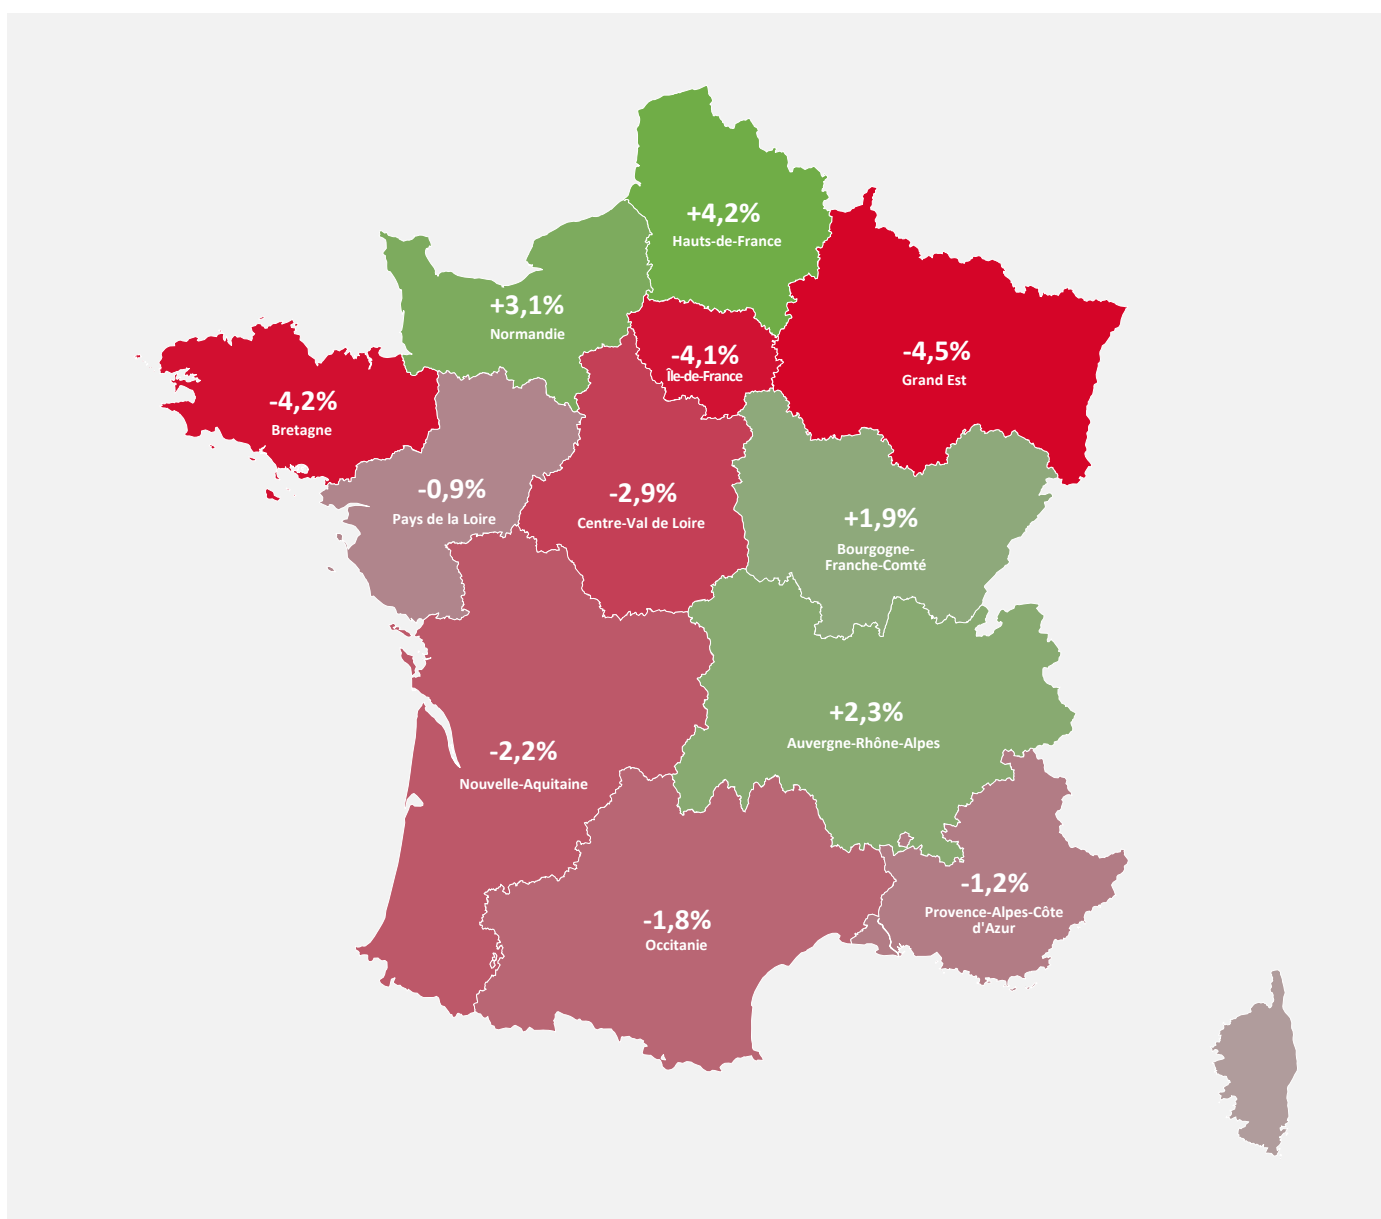 +4,2%
Hauts-de-France
+3,1%
Normandie
-4,1%
Île-de-France
-4,5%
Grand Est
-4,2%
Bretagne
-0,9%
Pays de la Loire
-2,9%
Centre-Val de Loire
+1,9%
Bourgogne-
Franche-Comté
+2,3%
Auvergne-Rhône-Alpes
-2,2%
Nouvelle-Aquitaine
-1,2%
Provence-Alpes-Côte
d'Azur
-1,8%
Occitanie